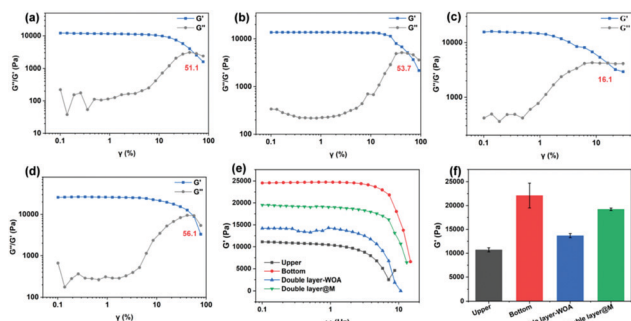 (a)
G'
G''
G''/G' (Pa)
10000
1000
100
10
51.1
0.1
1
10
100
γ (%)
(b)
G'
G''
G''/G' (Pa)
10000
1000
100
53.7
0.1
1
10
100
γ (%)
(c)
G'
G''
G''/G' (Pa)
10000
1000
16.1
0.1
1
10
100
γ (%)
(d)
G'
G''
G''/G' (Pa)
10000
1000
100
56.1
0.1
1
10
100
γ (%)
(e)
G' (Pa)
25000
20000
15000
10000
5000
0
Upper
Bottom
Double layer-WOA
Double layer@M
0.1
1
10
(f)
G' (Pa)
25000
20000
15000
10000
5000
0
Upper
Bottom
layer-WOA
layer@M